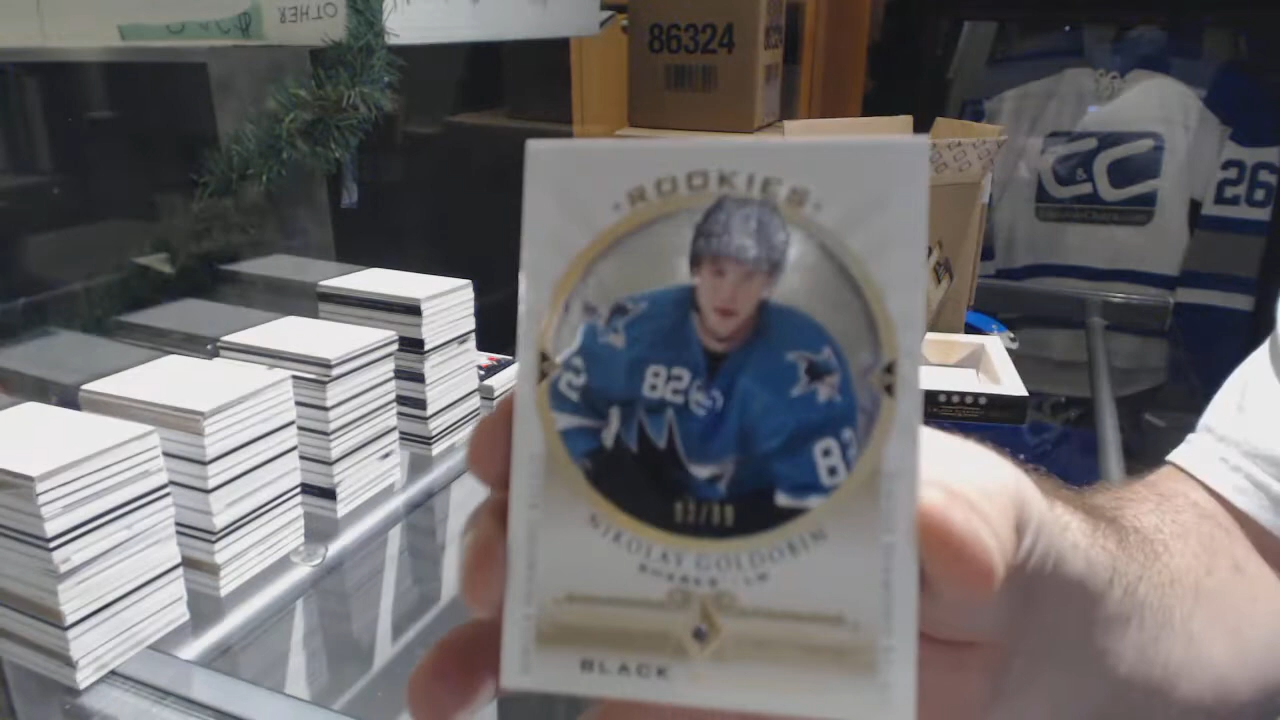 OTHER
86324
C&C
26
·ROOKIES·
82
82
82
NIKOLAY GOLDOBIN
SHARKS · LW
BLACK